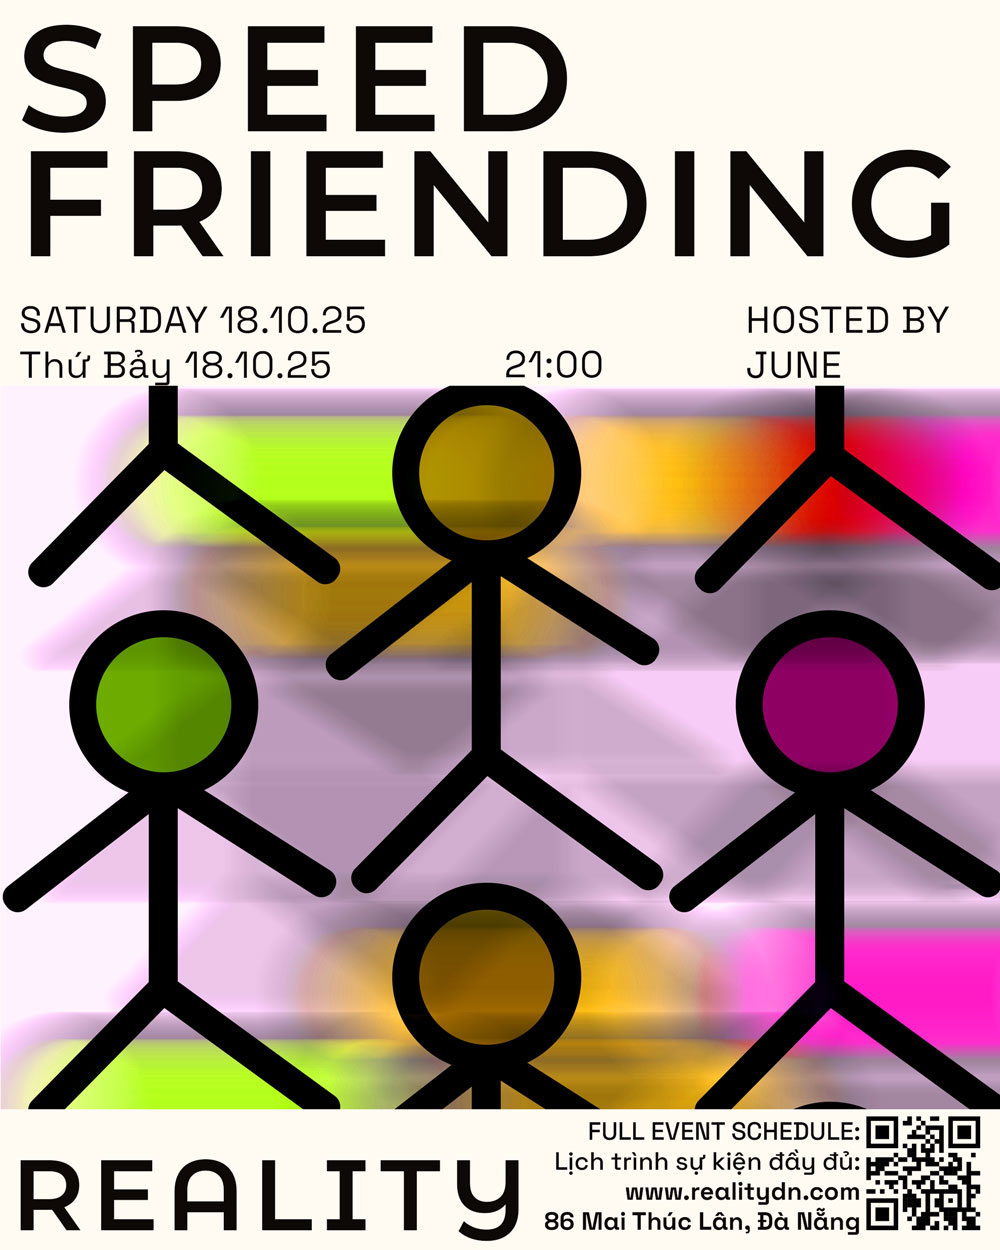 SPEED
FRIENDING
SATURDAY 18.10.25
Thứ Bảy 18.10.25
21:00
HOSTED BY
JUNE
FULL EVENT SCHEDULE:
Lịch trình sự kiện đầy đủ:
www.realitydn.com
86 Mai Thúc Lân, Đà Nẵng
REALITY